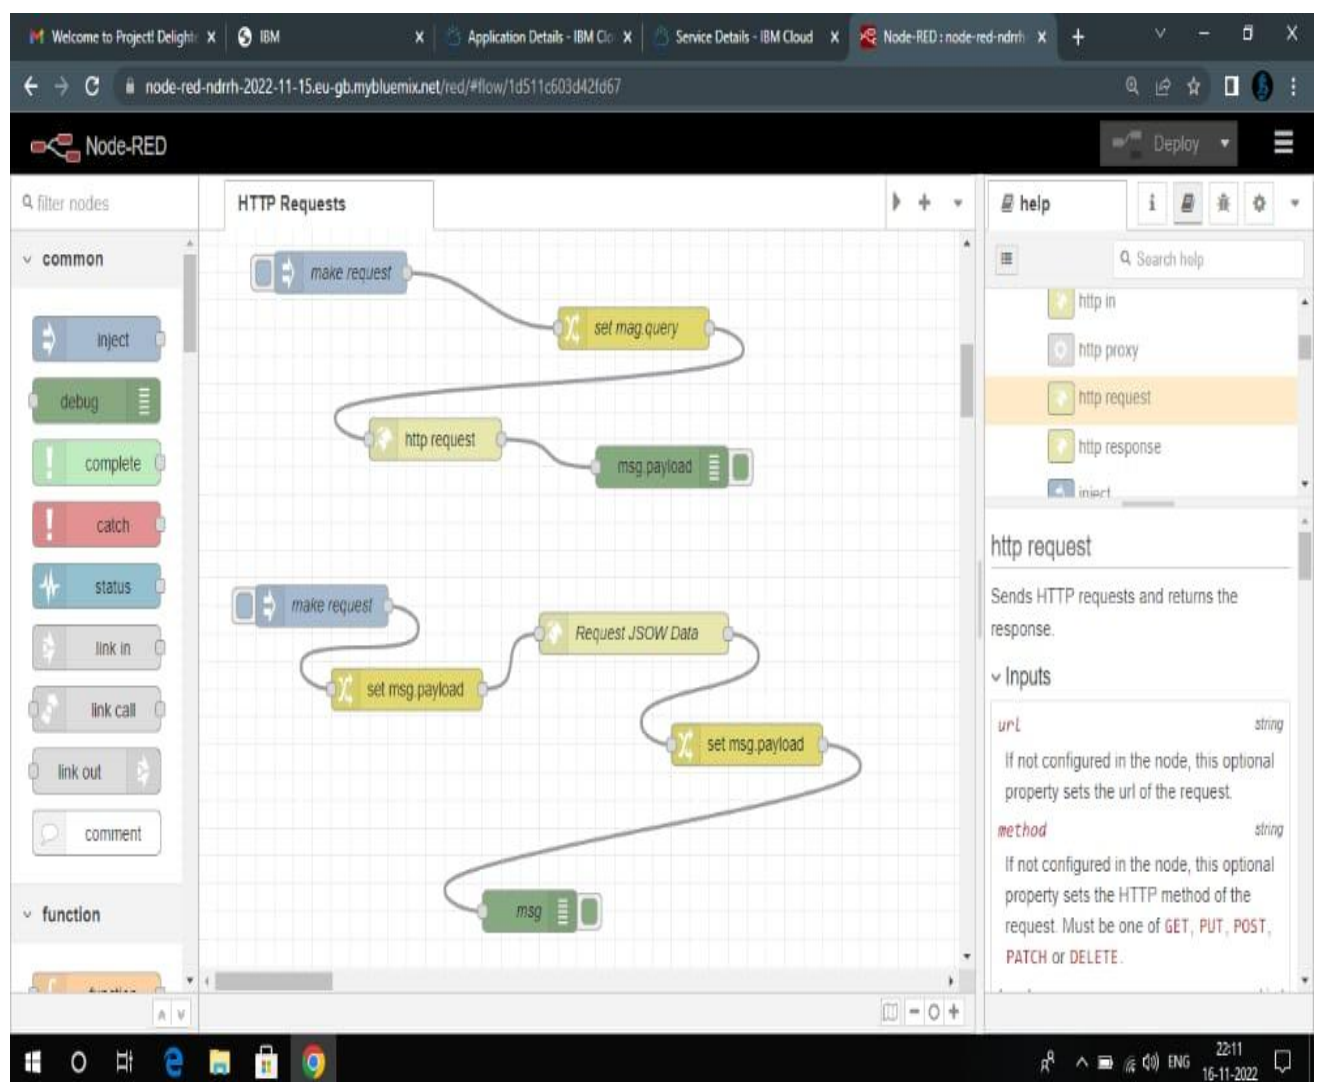 Welcome to Project! Delight
IBM
Application Details - IBM Clo
Service Details - IBM Cloud
Node-RED : node-red-ndrrh
node-red-ndrrh-2022-11-15.eu-gb.mybluemix.net/red/#flow/1d511c603d42fd67
Node-RED
Deploy
filter nodes
HTTP Requests
help
common
Search help
make request
http in
inject
set mag.query
http proxy
debug
http request
http request
complete
msg.payload
http response
inject
catch
http request
status
make request
Sends HTTP requests and returns the
response.
Request JSOW Data
link in
set msg.payload
Inputs
link call
url string
set msg.payload
If not configured in the node, this optional
property sets the url of the request.
link out
method string
comment
If not configured in the node, this optional
property sets the HTTP method of the
request. Must be one of GET, PUT, POST,
PATCH or DELETE.
msg
function
function
ENG
22:11
16-11-2022